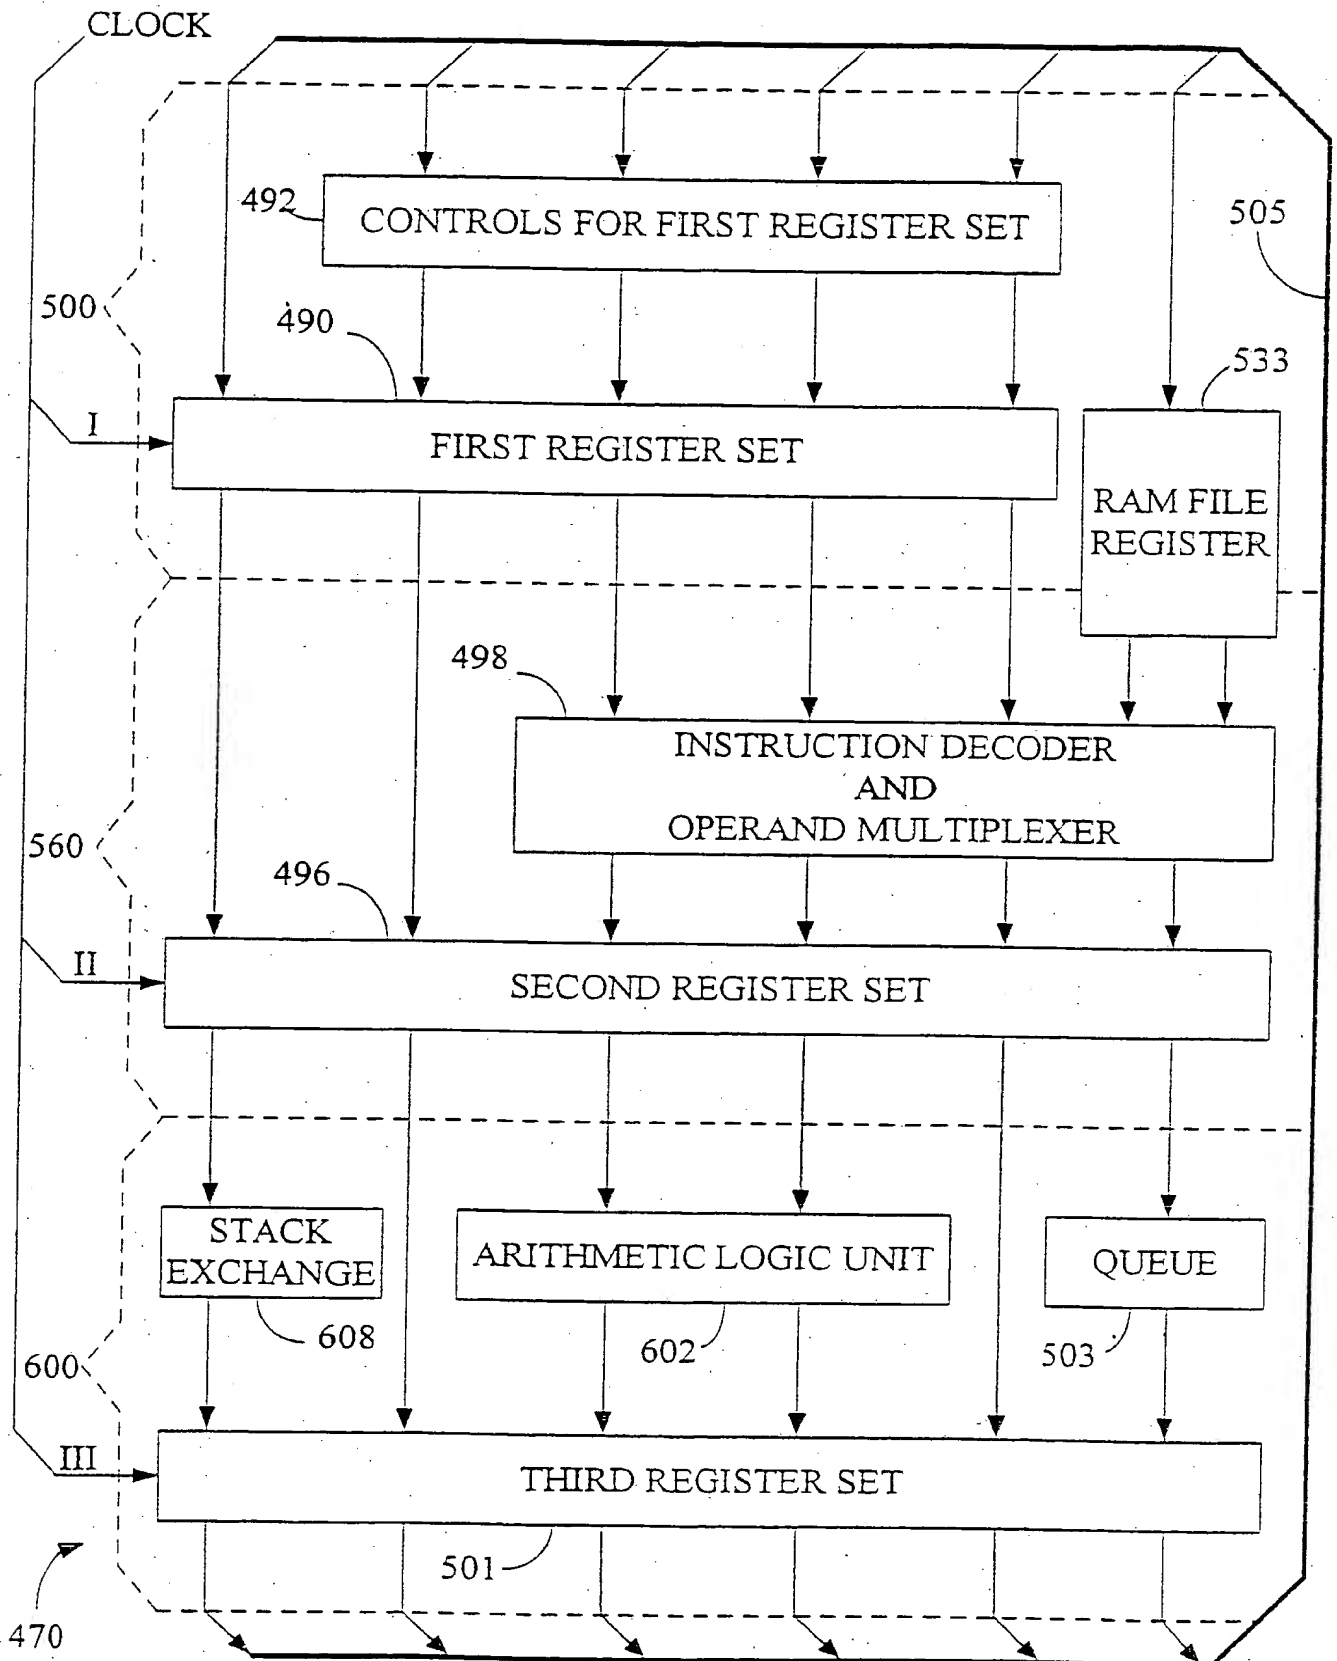 CLOCK
492
CONTROLS FOR FIRST REGISTER SET
505
500
490
533
I
FIRST REGISTER SET
RAM FILE
REGISTER
498
INSTRUCTION DECODER
AND
OPERAND MULTIPLEXER
560
496
II
SECOND REGISTER SET
STACK
EXCHANGE
ARITHMETIC LOGIC UNIT
QUEUE
608
602
503
600
III
THIRD REGISTER SET
501
470